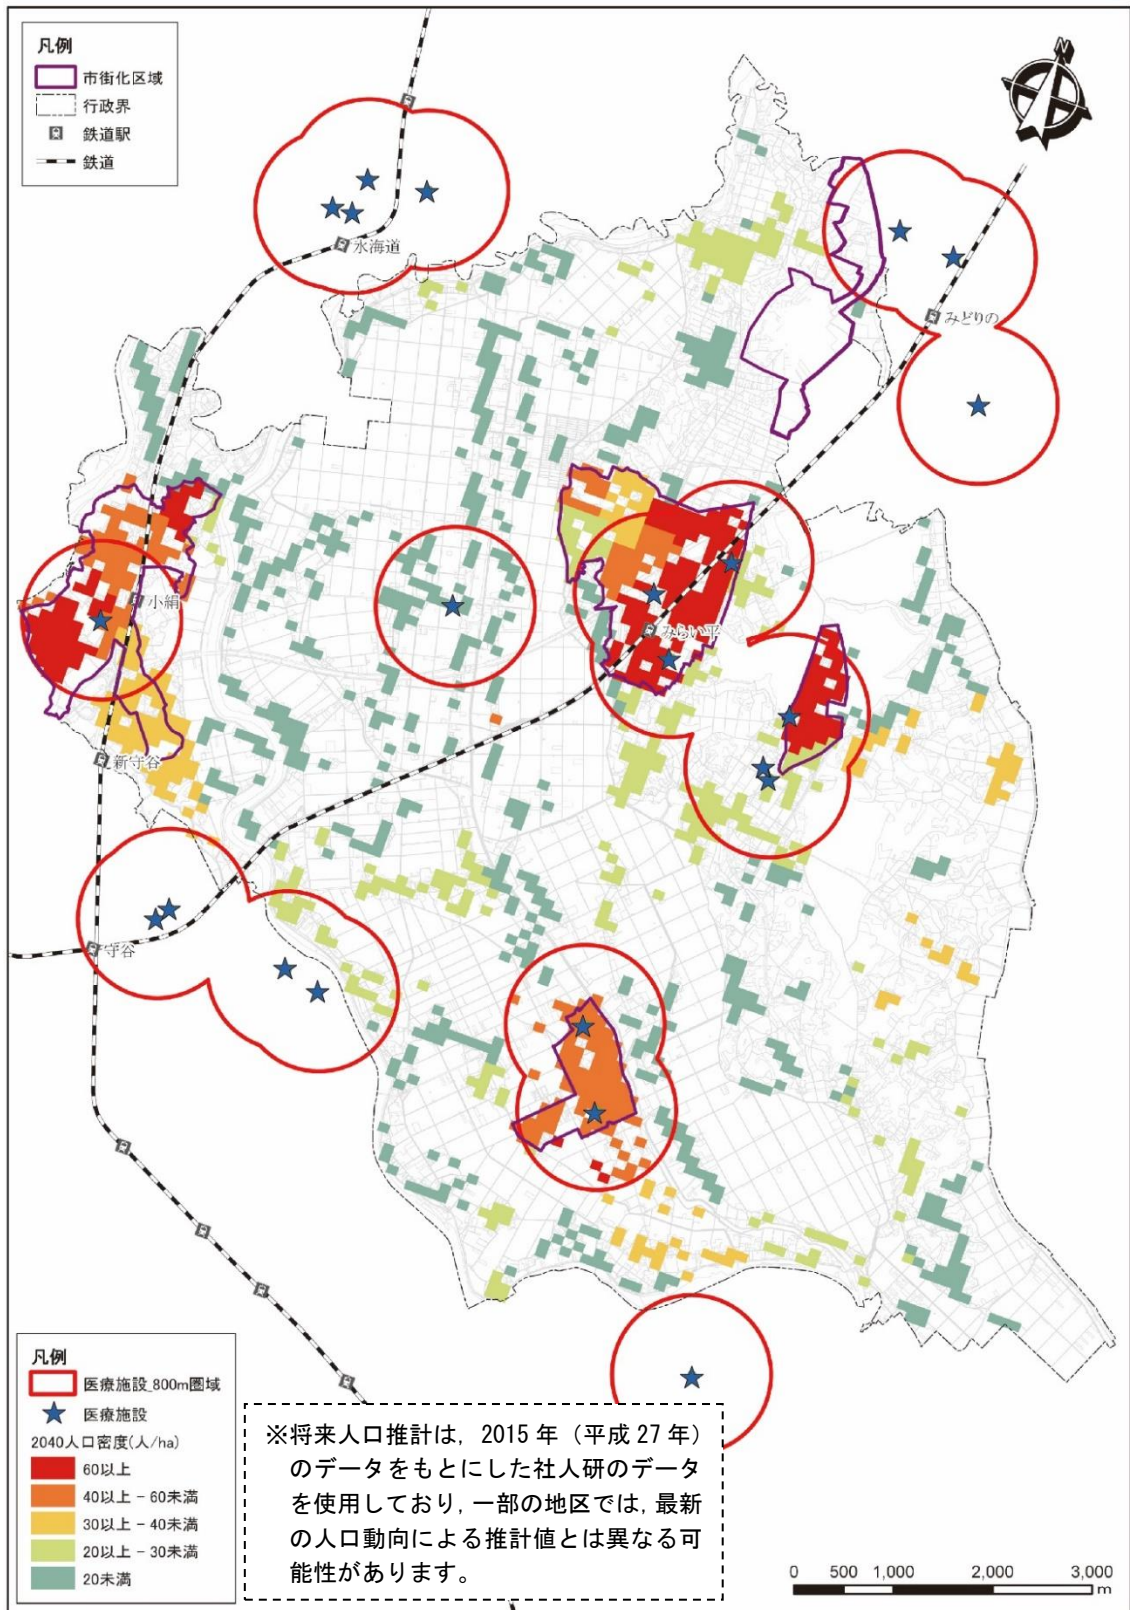 凡例
市街化区域
行政界
鉄道駅
鉄道
N
水海道
みどりの
小絹
みらい平
新守谷
守谷
凡例
医療施設_800m圏域
医療施設
2040人口密度(人/ha)
60以上
40以上 - 60未満
30以上 - 40未満
20以上 - 30未満
20未満
※将来人口推計は，2015 年（平成 27 年）
のデータをもとにした社人研のデータ
を使用しており，一部の地区では，最新
の人口動向による推計値とは異なる可
能性があります。
0 500 1,000 2,000 3,000
m